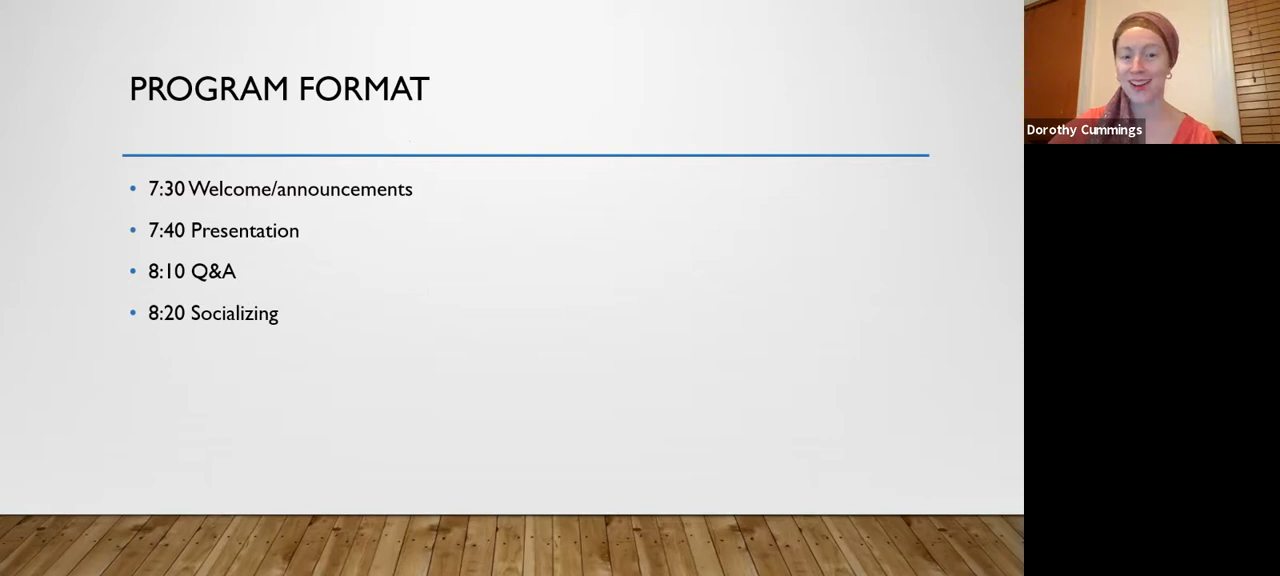 PROGRAM FORMAT
• 7:30 Welcome/announcements
• 7:40 Presentation
• 8:10 Q&A
• 8:20 Socializing
Dorothy Cummings